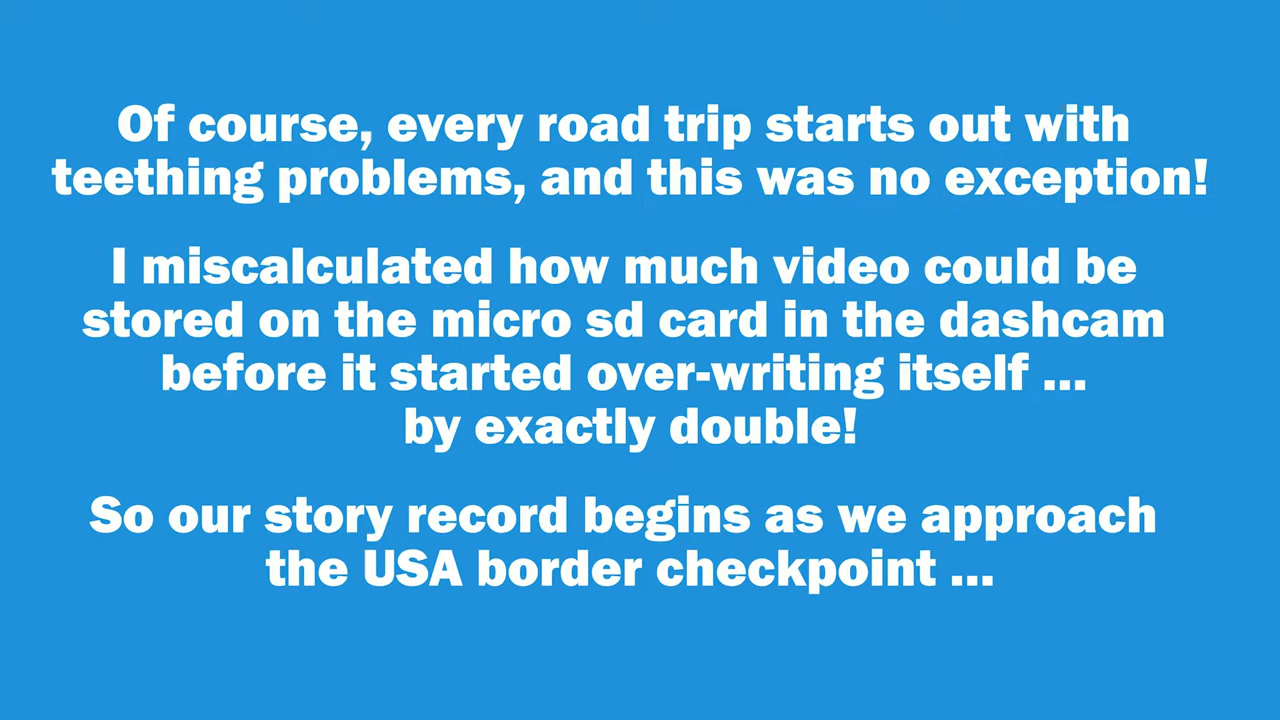 Of course, every road trip starts out with
teething problems, and this was no exception!
I miscalculated how much video could be
stored on the micro sd card in the dashcam
before it started over-writing itself ...
by exactly double!
So our story record begins as we approach
the USA border checkpoint ...